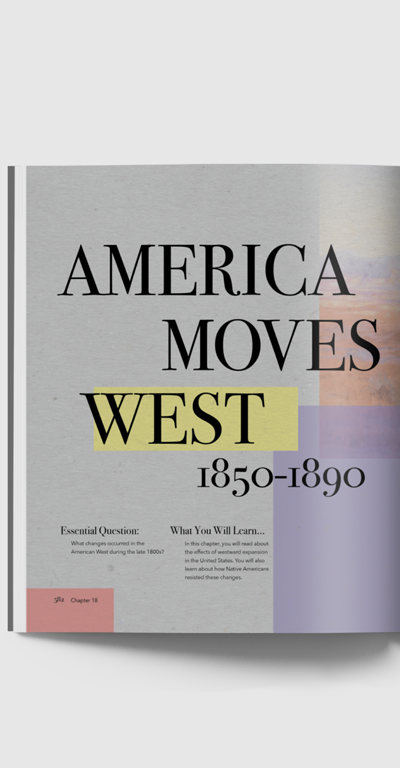 AMERICA
MOVES
WEST
1850-1890
Essential Question:
What changes occurred in the
American West during the late 1800s?
What You Will Learn...
In this chapter, you will read about
the effects of westward expansion
in the United States. You will also
learn about how Native Americans
resisted these changes.
Chapter 18